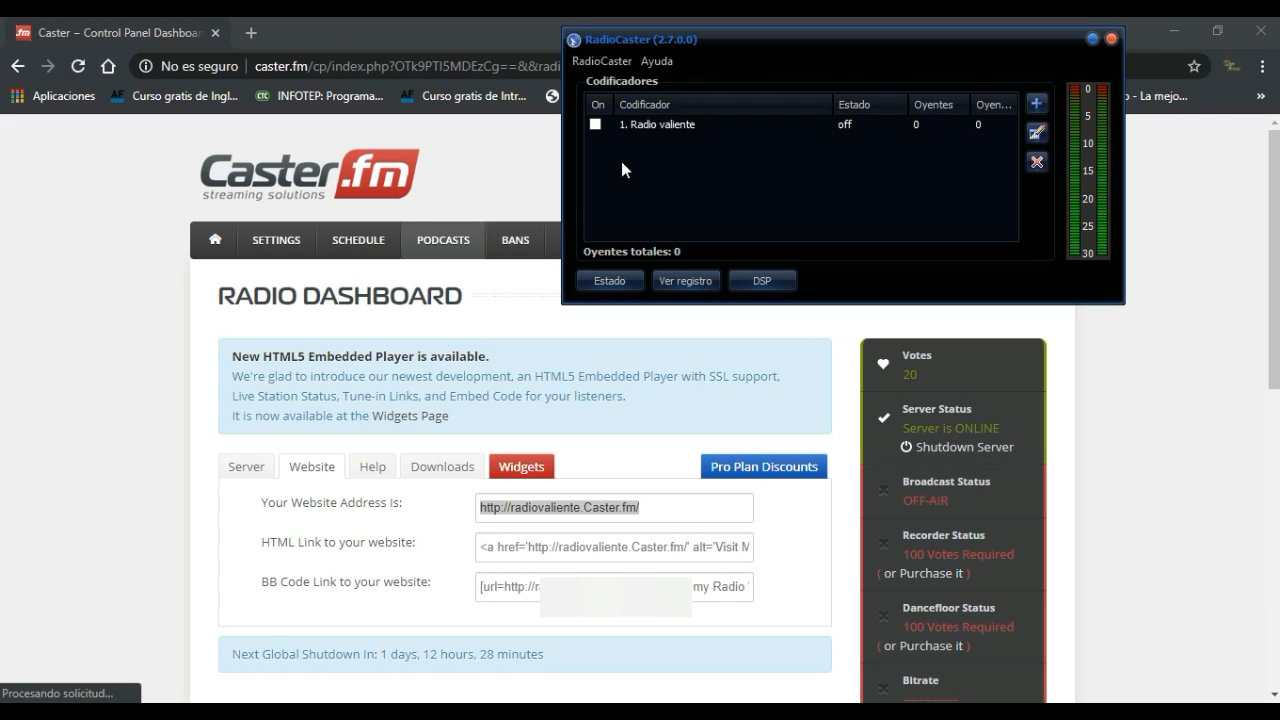 Caster – Control Panel Dashboar
No es seguro
caster.fm/cp/index.php?OTk9PTI5MDEzCg==&&radi
Aplicaciones
Curso gratis de Ingl...
INFOTEP: Programa...
Curso gratis de Intr...
o - La mejo...
»
RadioCaster (2.7.0.0)
RadioCaster Ayuda
Codificadores
On Codificador Estado Oyentes Oyen...
1. Radio valiente off 0 0
Oyentes totales: 0
Estado Ver registro DSP
0
5
10
15
20
25
30
Caster.fm
streaming solutions
SETTINGS SCHEDULE PODCASTS BANS
RADIO DASHBOARD
New HTML5 Embedded Player is available.
We're glad to introduce our newest development, an HTML5 Embedded Player with SSL support,
Live Station Status, Tune-in Links, and Embed Code for your listeners.
It is now available at the Widgets Page
Server Website Help Downloads Widgets Pro Plan Discounts
Your Website Address Is: http://radiovaliente.Caster.fm/
HTML Link to your website: <a href='http://radiovaliente.Caster.fm/' alt='Visit M
BB Code Link to your website: [url=http://ra my Radio
Next Global Shutdown In: 1 days, 12 hours, 28 minutes
Votes
20
Server Status
Server is ONLINE
Shutdown Server
Broadcast Status
OFF-AIR
Recorder Status
100 Votes Required
( or Purchase it )
Dancefloor Status
100 Votes Required
( or Purchase it )
Bitrate
Procesando solicitud...